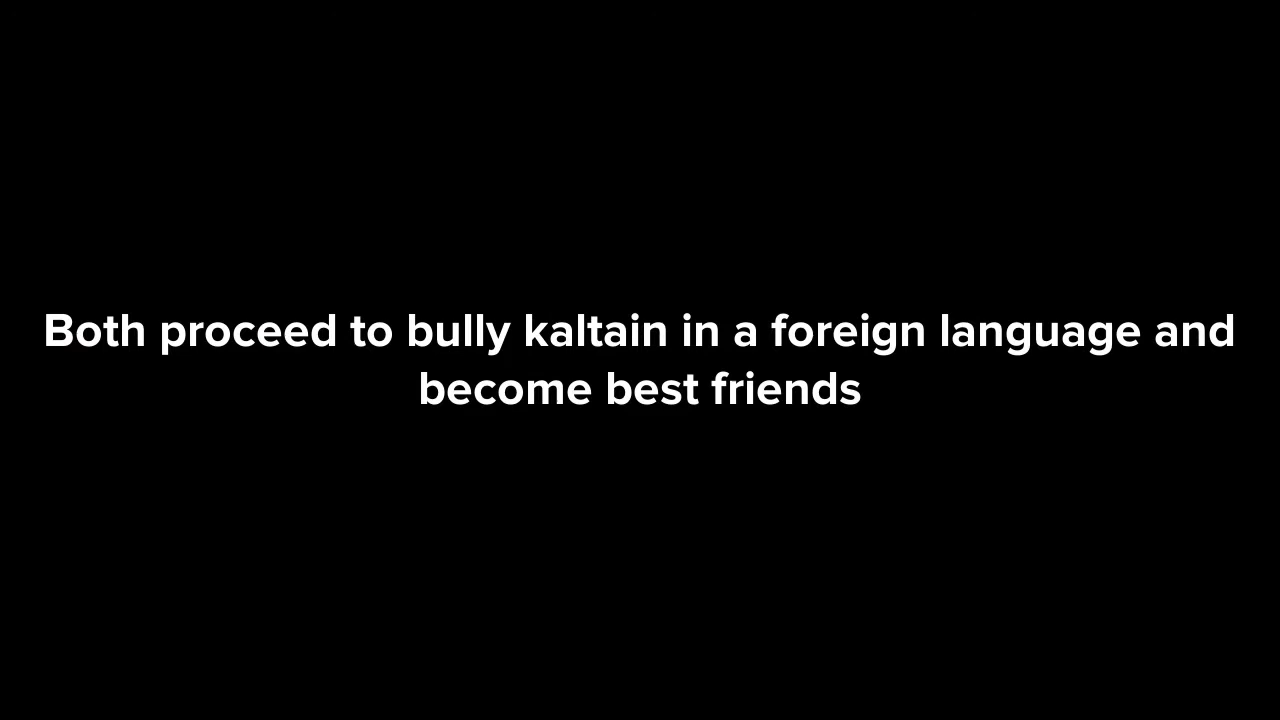 Both proceed to bully kaltain in a foreign language and
become best friends